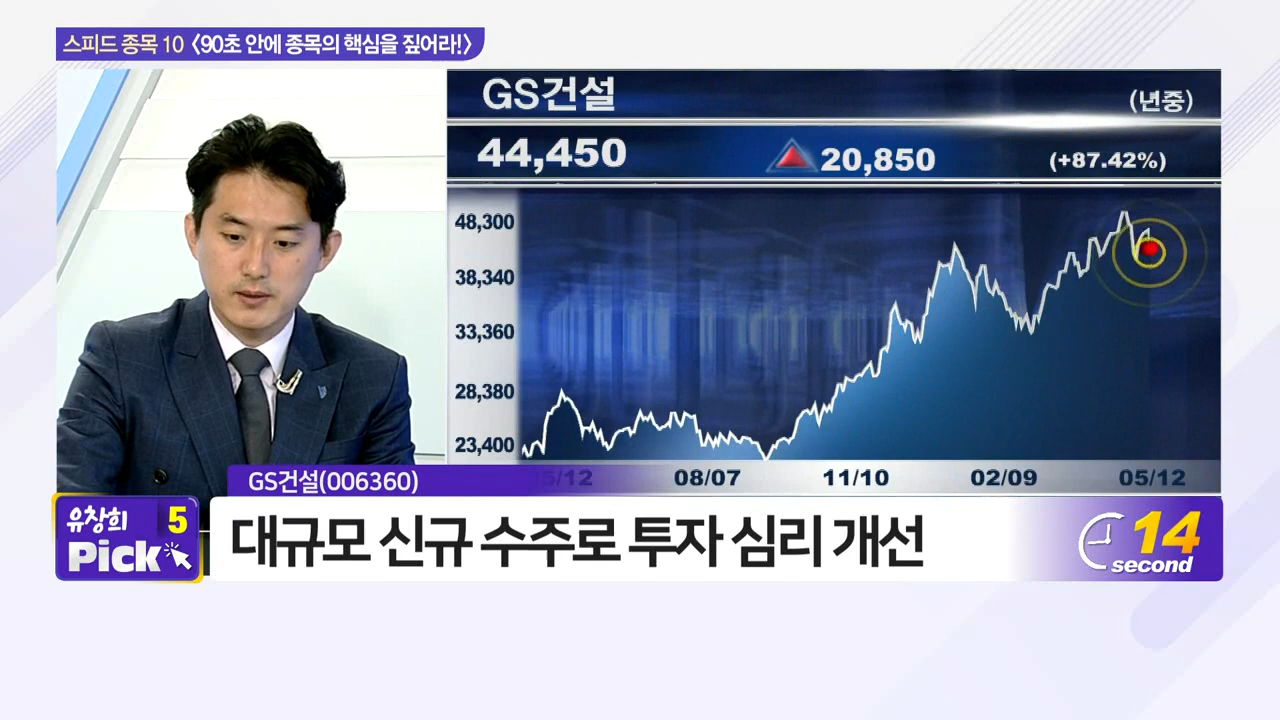 스피드 종목 10 〈90초 안에 종목의 핵심을 짚어라!〉
GS건설
(년중)
44,450
20,850
(+87.42%)
48,300
38,340
33,360
28,380
23,400
5/12
08/07
11/10
02/09
05/12
GS건설(006360)
유창희 5
Pick
대규모 신규 수주로 투자 심리 개선
14
second